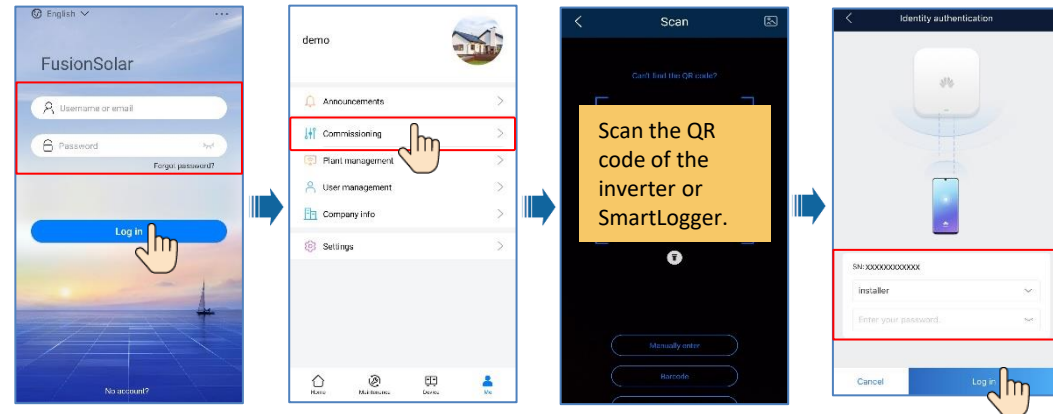 English
FusionSolar
Username or email
Password
Forgot password?
Log in
No account?
demo
Announcements
Commissioning
Plant management
User management
Company info
Settings
Home
Maintenance
Device
Me
Scan
Can't find the QR code?
Scan the QR
code of the
inverter or
SmartLogger.
Manually enter
Barcode
Identity authentication
SN: XXXXXXXXXXXX
installer
Enter your password.
Cancel
Log in